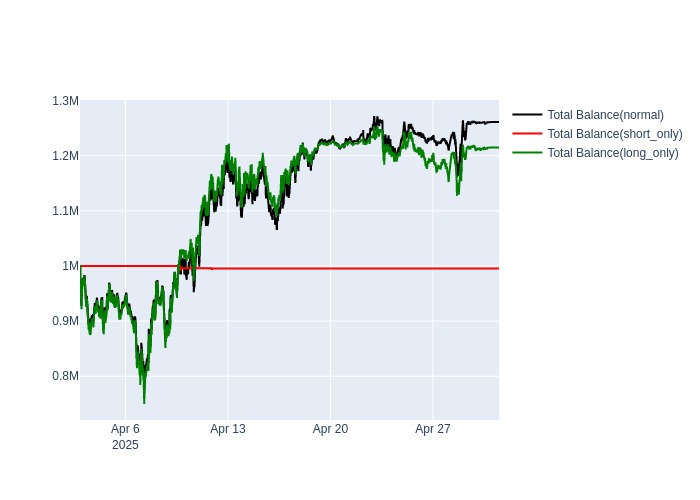 1.3M
1.2M
1.1M
1M
0.9M
0.8M
Apr 6
2025
Apr 13
Apr 20
Apr 27
Total Balance(normal)
Total Balance(short_only)
Total Balance(long_only)